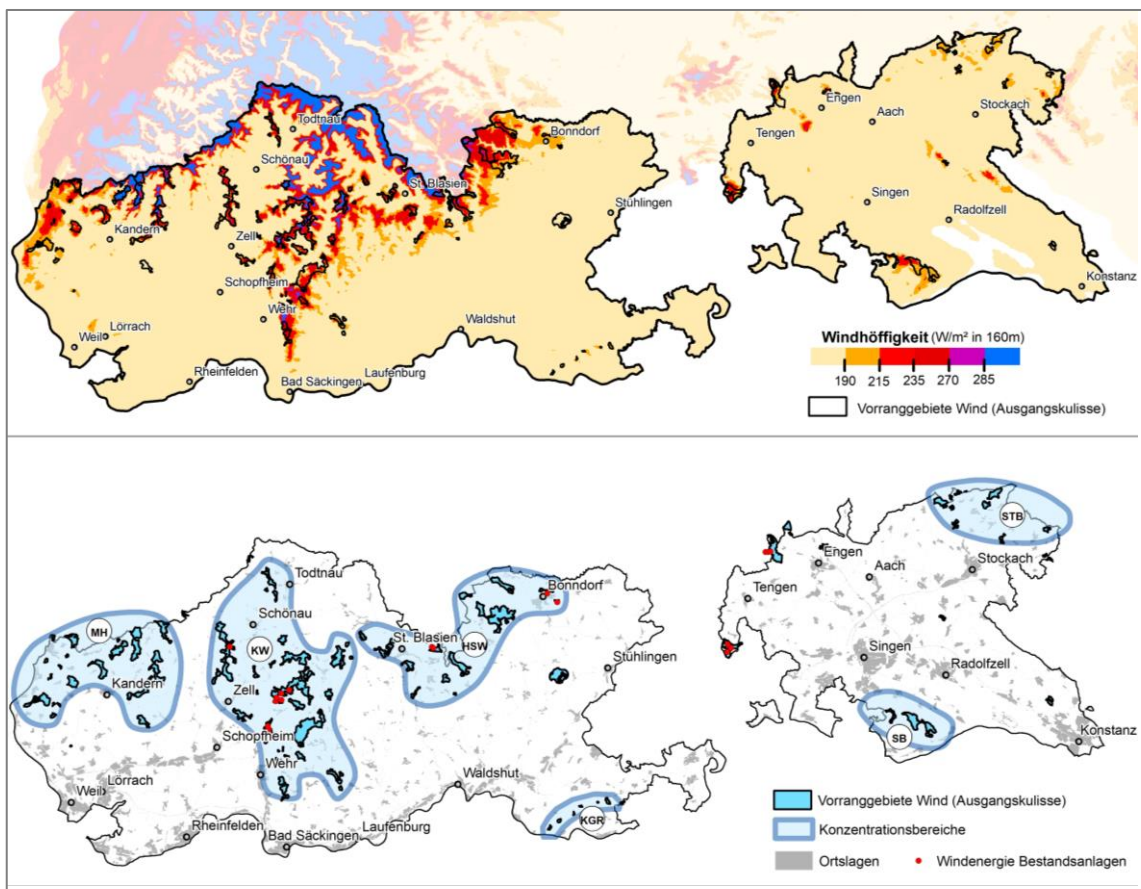 Todtnau
Bonndorf
Schönau
St. Blasien
Kandern
Zell
Stühlingen
Schopfheim
Wehr
Lörrach
Weil
Waldshut
Rheinfelden
Laufenburg
Bad Säckingen
Engen
Aach
Stockach
Tengen
Singen
Radolfzell
Konstanz
Windhöffigkeit (W/m² in 160m)
190 215 235 270 285
Vorranggebiete Wind (Ausgangskulisse)
Todtnau
Bonndorf
Schönau
MH
KW
St. Blasien
HSW
Kandern
Zell
Stühlingen
Schopfheim
Wehr
Lörrach
Weil
Waldshut
Rheinfelden
Laufenburg
Bad Säckingen
KGR
STB
Engen
Aach
Stockach
Tengen
Singen
Radolfzell
SB
Konstanz
Vorranggebiete Wind (Ausgangskulisse)
Konzentrationsbereiche
Ortslagen
Windenergie Bestandsanlagen